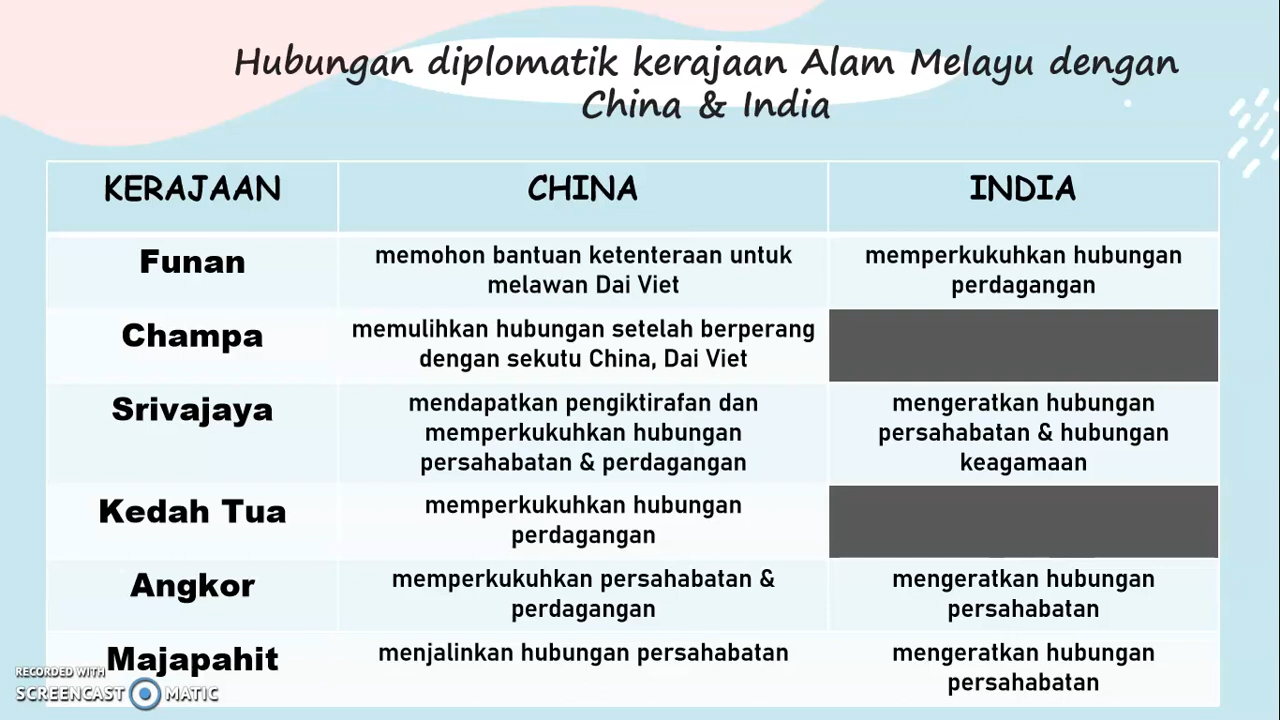 Hubungan diplomatik kerajaan Alam Melayu dengan
China & India
KERAJAAN
CHINA
INDIA
Funan
memohon bantuan ketenteraan untuk
melawan Dai Viet
memperkukuhkan hubungan
perdagangan
Champa
memulihkan hubungan setelah berperang
dengan sekutu China, Dai Viet
Srivajaya
mendapatkan pengiktirafan dan
memperkukuhkan hubungan
persahabatan & perdagangan
mengeratkan hubungan
persahabatan & hubungan
keagamaan
Kedah Tua
memperkukuhkan hubungan
perdagangan
Angkor
memperkukuhkan persahabatan &
perdagangan
mengeratkan hubungan
persahabatan
Majapahit
menjalinkan hubungan persahabatan
mengeratkan hubungan
persahabatan
RECORDED WITH
SCREENCAST MATIC